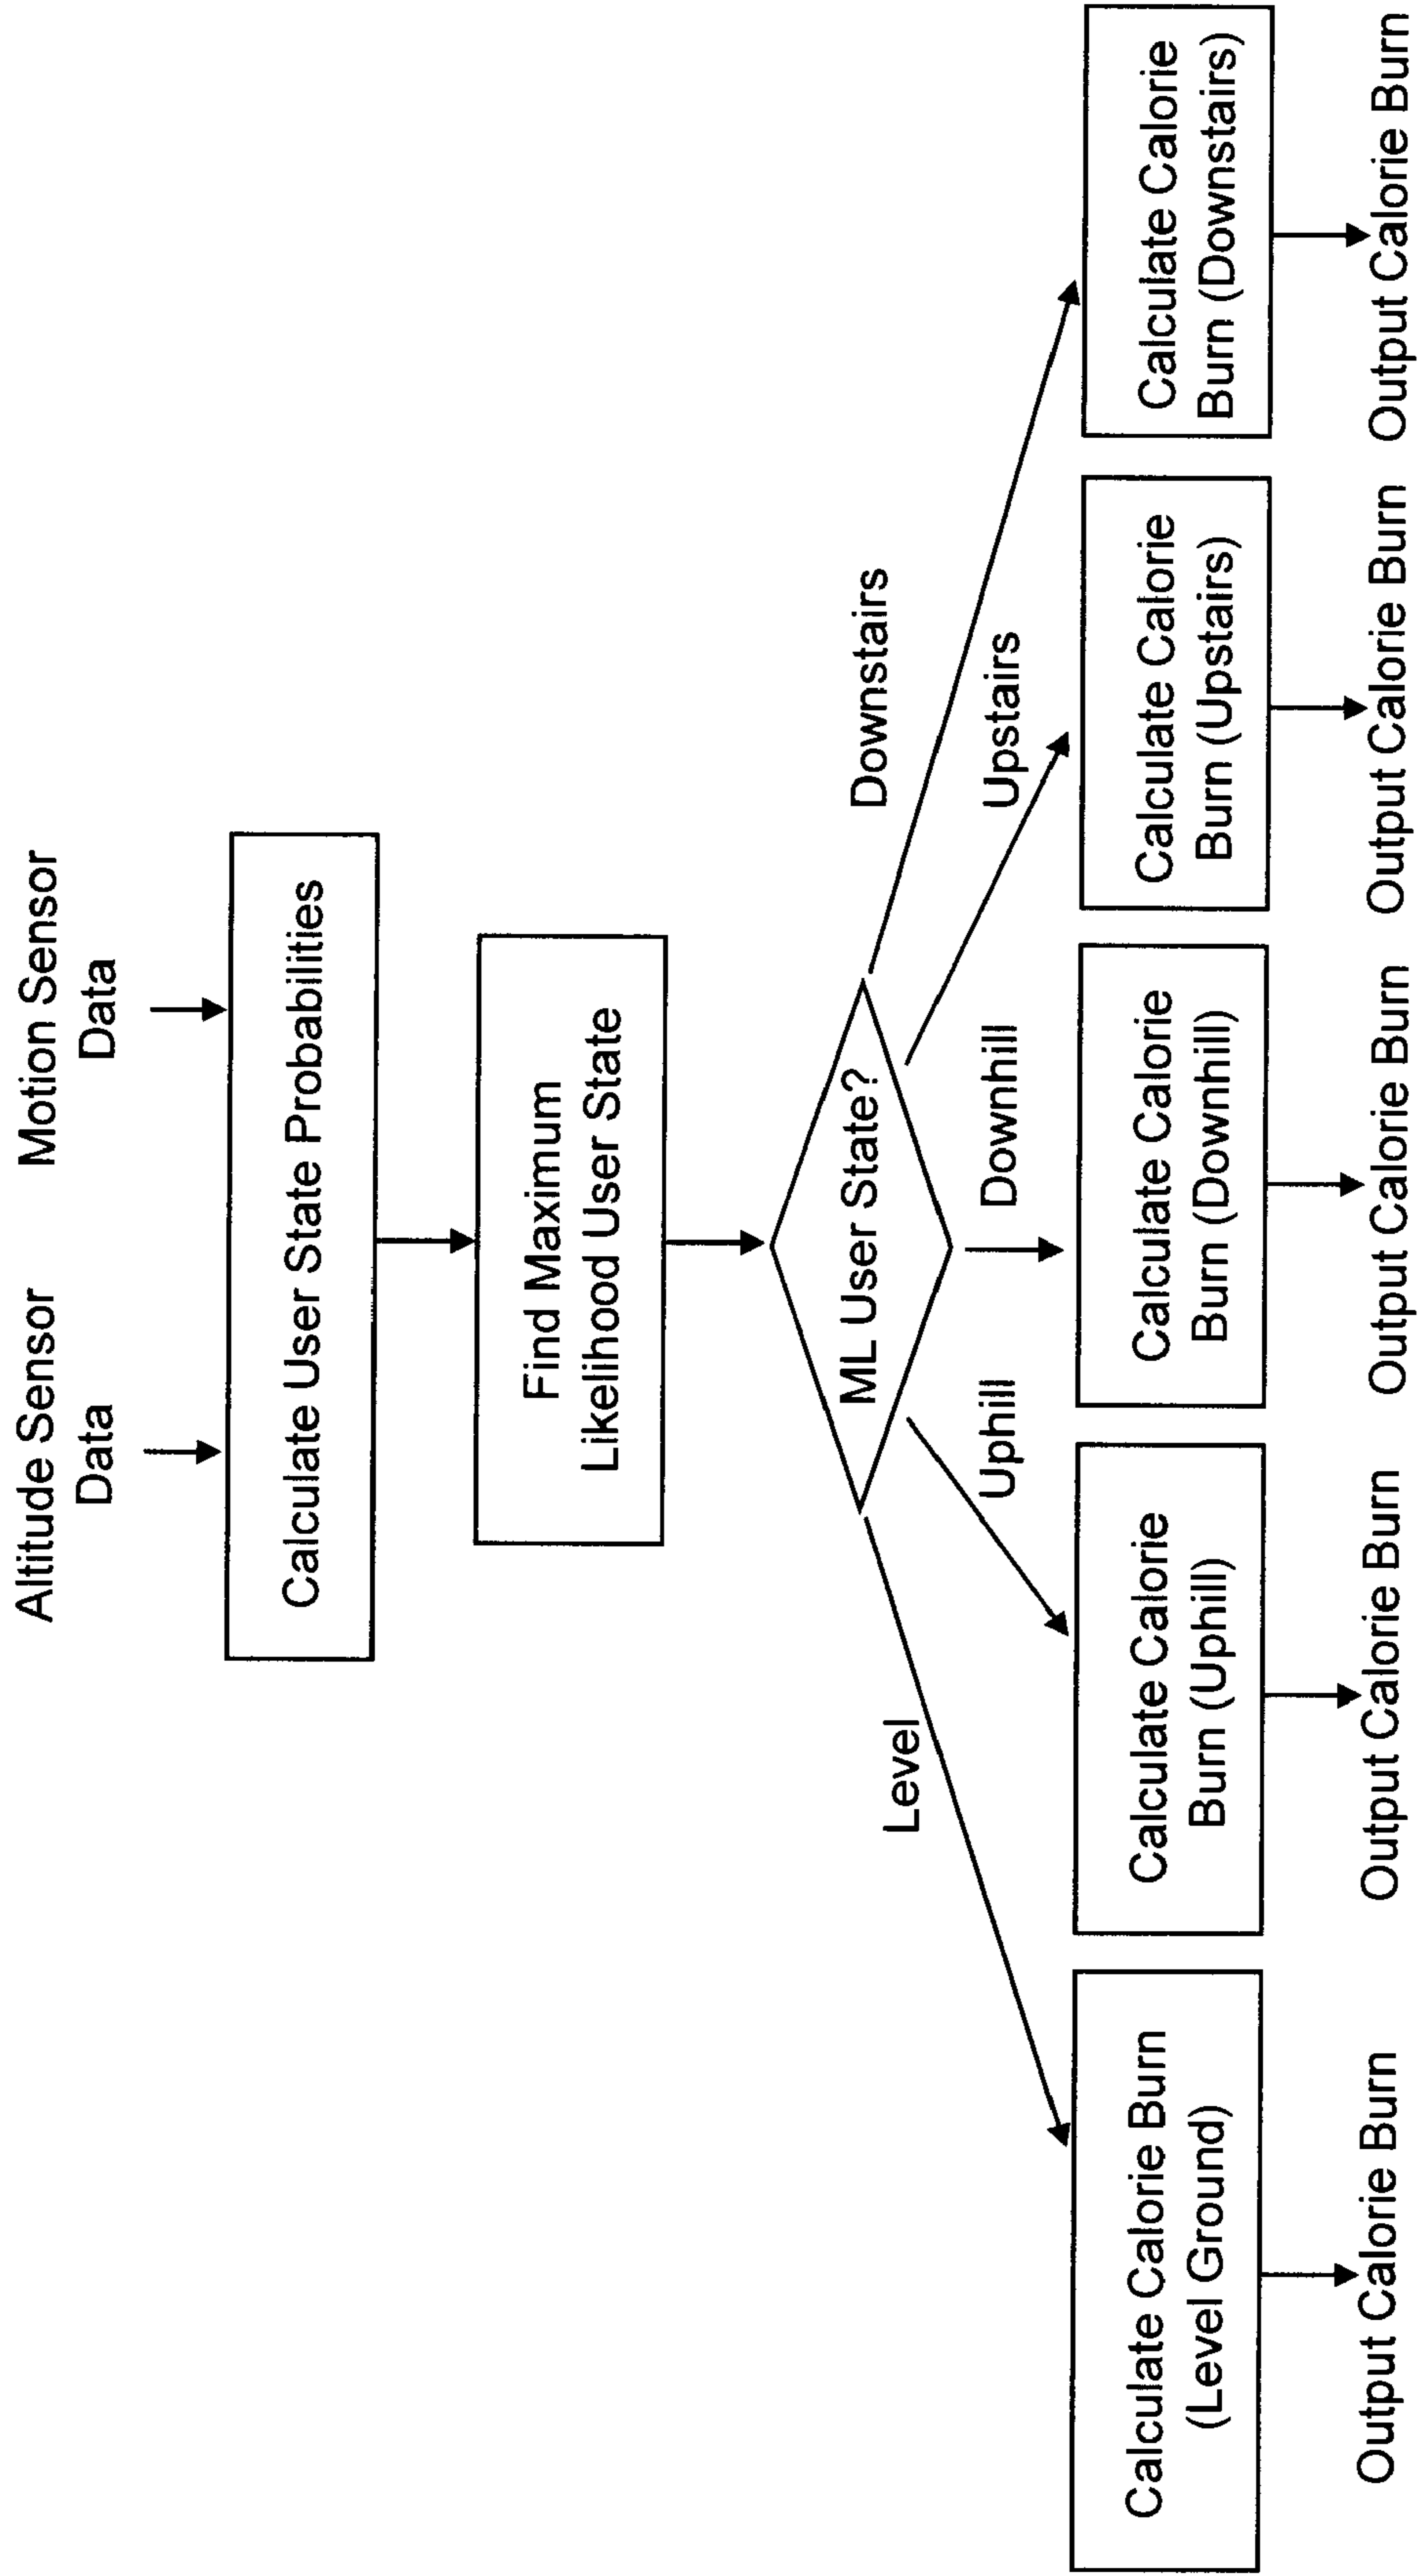 Altitude Sensor
Data
Motion Sensor
Data
Calculate User State Probabilities
Find Maximum
Likelihood User State
ML User State?
Level
Uphill
Downhill
Upstairs
Downstairs
Calculate Calorie Burn
(Level Ground)
Calculate Calorie
Burn (Uphill)
Calculate Calorie
Burn (Downhill)
Calculate Calorie
Burn (Upstairs)
Calculate Calorie
Burn (Downstairs)
Output Calorie Burn
Output Calorie Burn
Output Calorie Burn
Output Calorie Burn
Output Calorie Burn